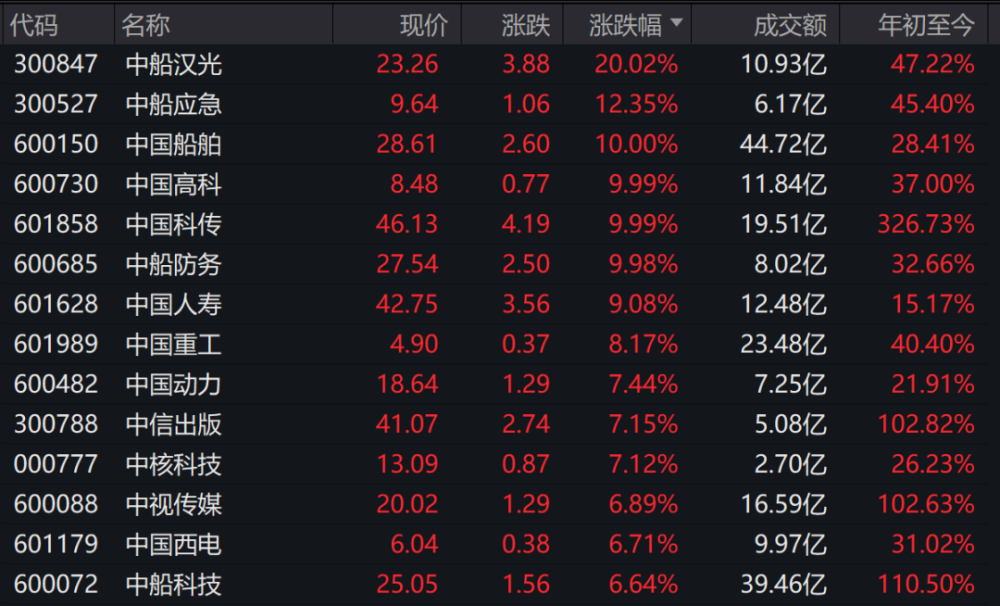 代码 名称 现价 涨跌 涨跌幅 成交额 年初至今
300847 中船汉光 23.26 3.88 20.02% 10.93亿 47.22%
300527 中船应急 9.64 1.06 12.35% 6.17亿 45.40%
600150 中国船舶 28.61 2.60 10.00% 44.72亿 28.41%
600730 中国高科 8.48 0.77 9.99% 11.84亿 37.00%
601858 中国科传 46.13 4.19 9.99% 19.51亿 326.73%
600685 中船防务 27.54 2.50 9.98% 8.02亿 32.66%
601628 中国人寿 42.75 3.56 9.08% 12.48亿 15.17%
601989 中国重工 4.90 0.37 8.17% 23.48亿 40.40%
600482 中国动力 18.64 1.29 7.44% 7.25亿 21.91%
300788 中信出版 41.07 2.74 7.15% 5.08亿 102.82%
000777 中核科技 13.09 0.87 7.12% 2.70亿 26.23%
600088 中视传媒 20.02 1.29 6.89% 16.59亿 102.63%
601179 中国西电 6.04 0.38 6.71% 9.97亿 31.02%
600072 中船科技 25.05 1.56 6.64% 39.46亿 110.50%